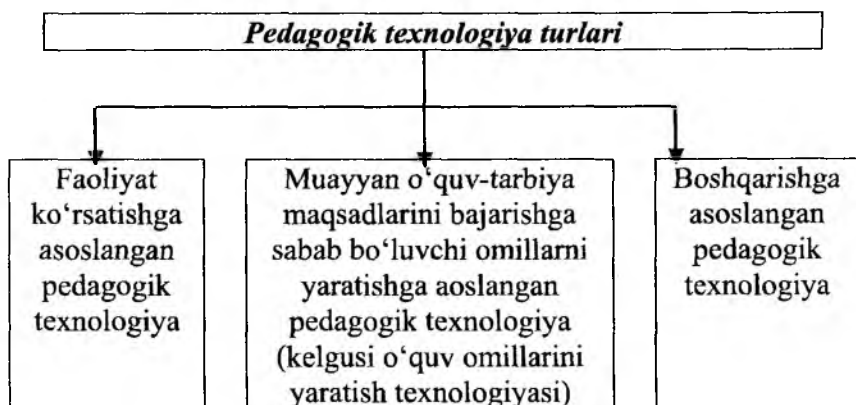 Pedagogik texnologiya turlari
Faoliyat
ko‘rsatishga
asoslangan
pedagogik
texnologiya
Muayyan o‘quv-tarbiya
maqsadlarini bajarishga
sabab bo‘luvchi omillarni
yaratishga aoslangan
pedagogik texnologiya
(kelgusi o‘quv omillarini
yaratish texnologiyasi)
Boshqarishga
asoslangan
pedagogik
texnologiya